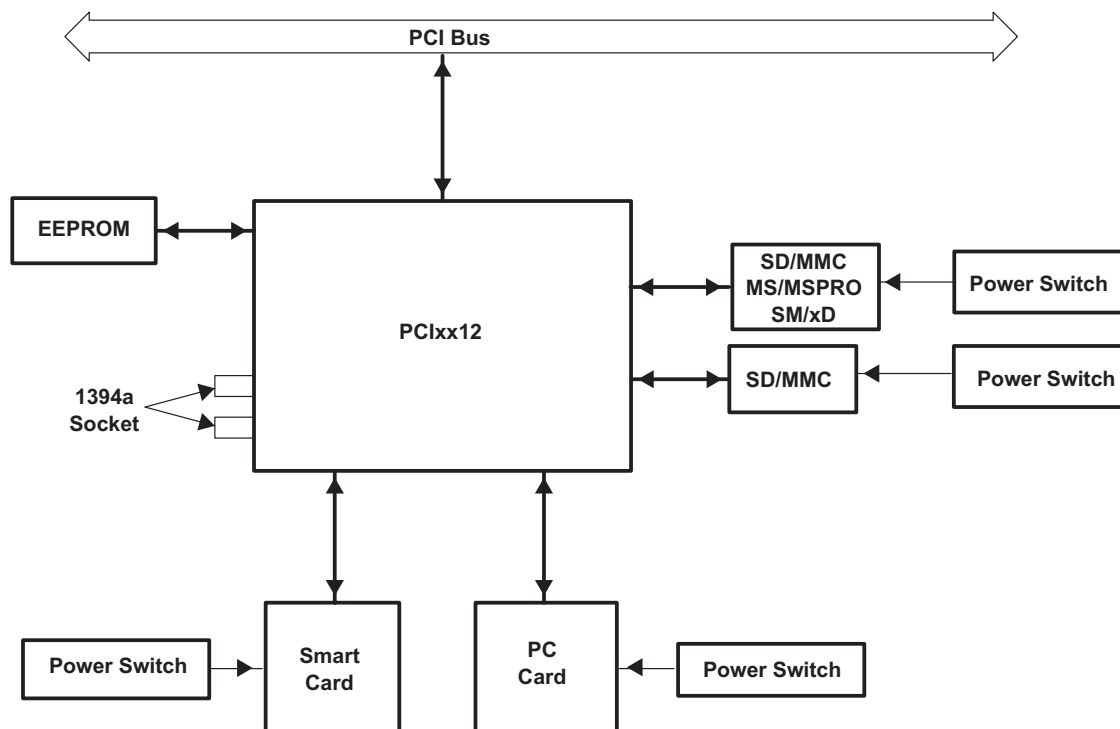 PCI Bus
EEPROM
SD/MMC
MS/MSPRO
SM/xD
Power Switch
PCIxx12
1394a
Socket
SD/MMC
Power Switch
Power Switch
Smart
Card
PC
Card
Power Switch